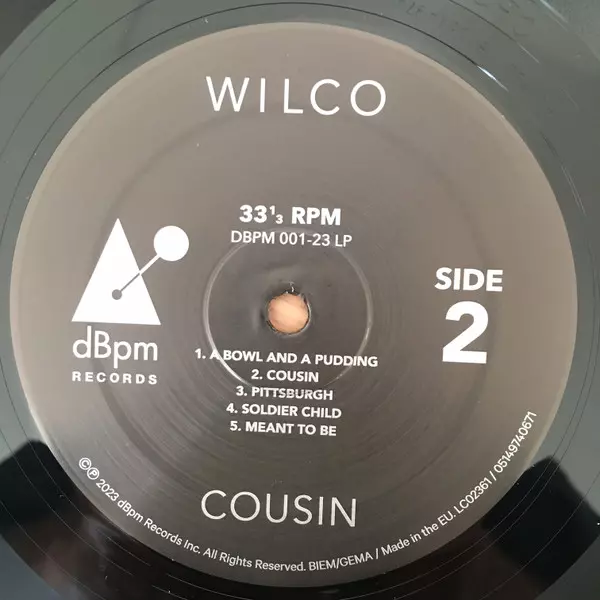 WILCO
33⅓ RPM
DBPM 001-23 LP
SIDE
2
dBpm
RECORDS
1. A BOWL AND A PUDDING
2. COUSIN
3. PITTSBURGH
4. SOLDIER CHILD
5. MEANT TO BE
COUSIN
©℗ 2023 dBpm Records Inc. All Rights Reserved. BIEM/GEMA / Made in the EU. LC02361 / 05149740671